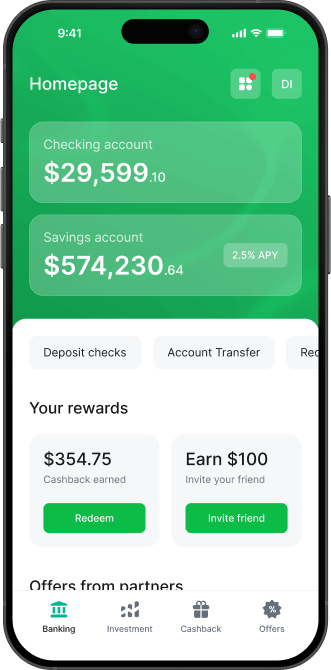 9:41
Homepage
DI
Checking account
$29,599.10
Savings account
$574,230.64
2.5% APY
Deposit checks
Account Transfer
Rec
Your rewards
$354.75
Cashback earned
Redeem
Earn $100
Invite your friend
Invite friend
Offers from partners
Banking
Investment
Cashback
Offers